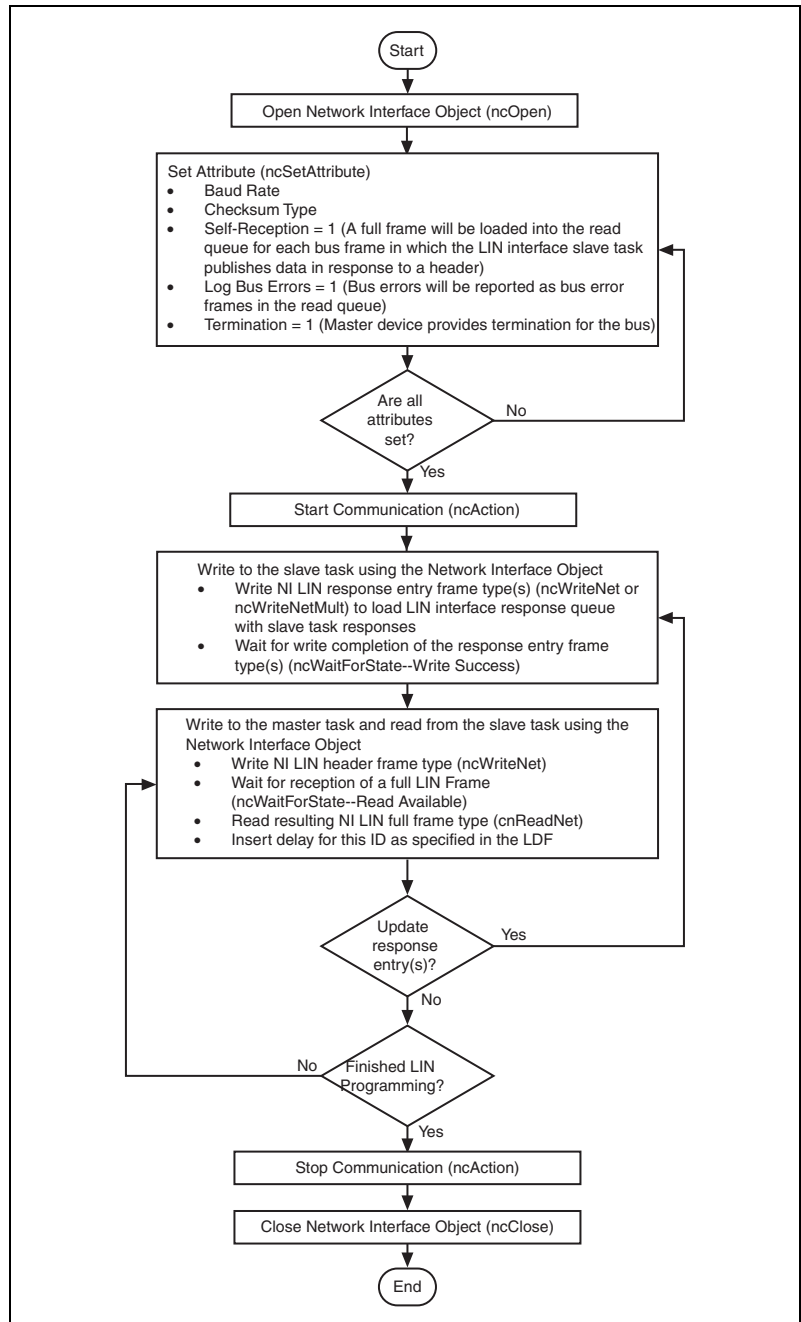 Start
Open Network Interface Object (ncOpen)
Set Attribute (ncSetAttribute)
• Baud Rate
• Checksum Type
• Self-Reception = 1 (A full frame will be loaded into the read
queue for each bus frame in which the LIN interface slave task
publishes data in response to a header)
• Log Bus Errors = 1 (Bus errors will be reported as bus error
frames in the read queue)
• Termination = 1 (Master device provides termination for the bus)
Are all
attributes
set?
No
Yes
Start Communication (ncAction)
Write to the slave task using the Network Interface Object
• Write NI LIN response entry frame type(s) (ncWriteNet or
ncWriteNetMult) to load LIN interface response queue
with slave task responses
• Wait for write completion of the response entry frame
type(s) (ncWaitForState--Write Success)
Write to the master task and read from the slave task using the
Network Interface Object
• Write NI LIN header frame type (ncWriteNet)
• Wait for reception of a full LIN Frame
(ncWaitForState--Read Available)
• Read resulting NI LIN full frame type (cnReadNet)
• Insert delay for this ID as specified in the LDF
Update
response
entry(s)?
Yes
No
Finished LIN
Programming?
No
Yes
Stop Communication (ncAction)
Close Network Interface Object (ncClose)
End